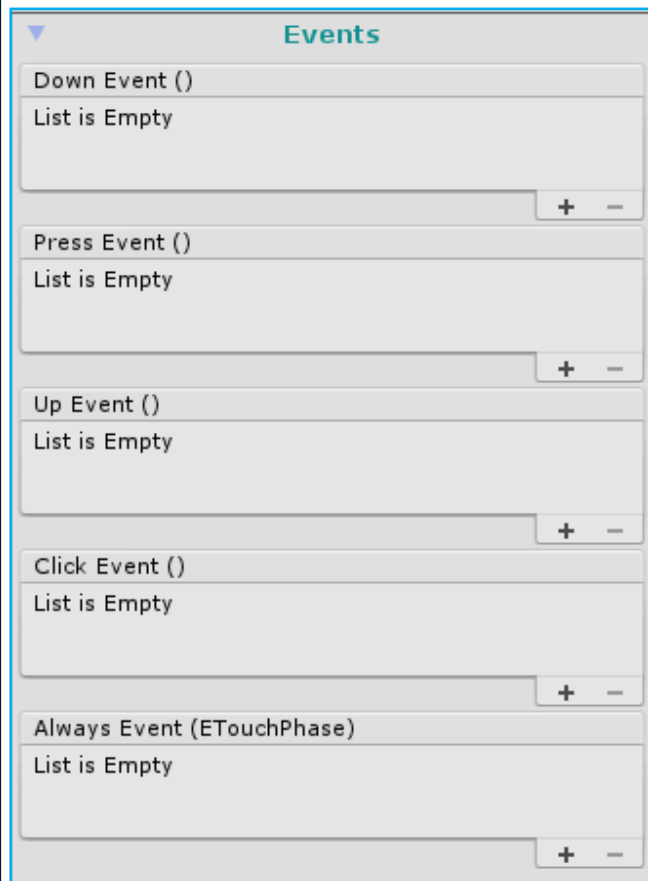 Events
Down Event ()
List is Empty
+ −
Press Event ()
List is Empty
+ −
Up Event ()
List is Empty
+ −
Click Event ()
List is Empty
+ −
Always Event (ETouchPhase)
List is Empty
+ −